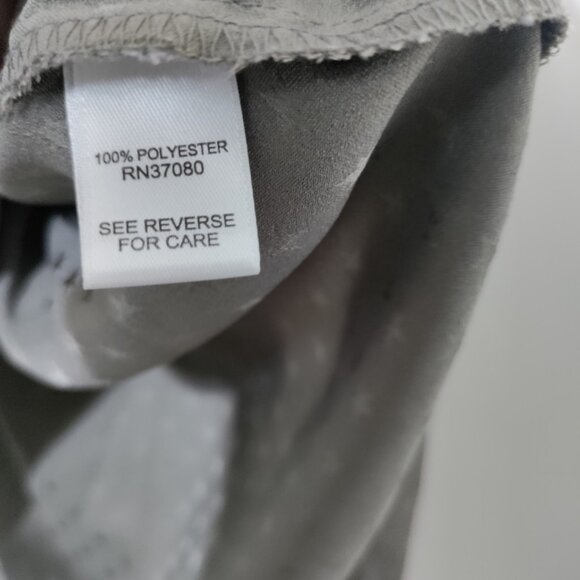 100% POLYESTER
RN37080
SEE REVERSE
FOR CARE